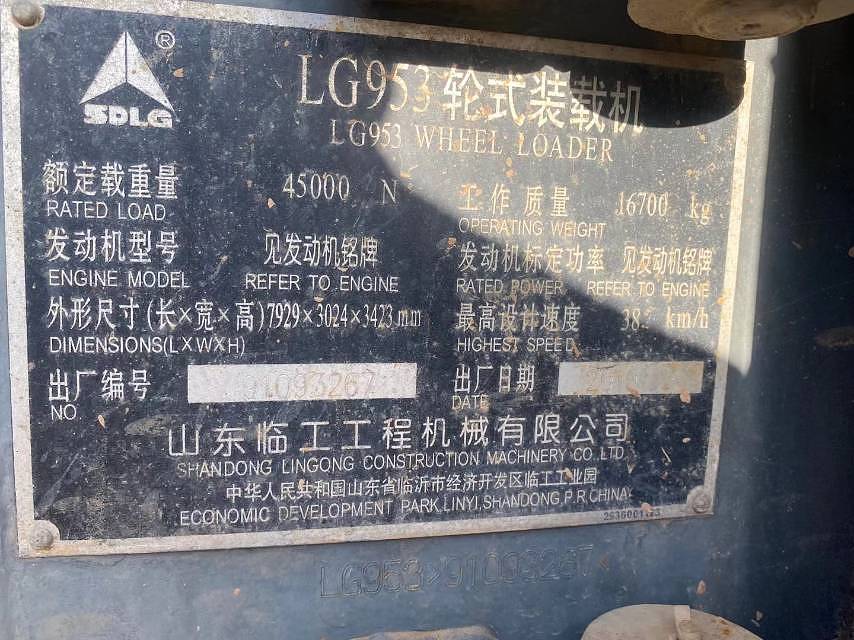 ®
SDLG
LG953 轮式装载机
LG953 WHEEL LOADER
额定载重量 45000 N
RATED LOAD
工作质量 16700 kg
OPERATING WEIGHT
发动机型号 见发动机铭牌
ENGINE MODEL REFER TO ENGINE
发动机标定功率 见发动机铭牌
RATED POWER REFER TO ENGINE
外形尺寸(长×宽×高)7929×3024×3423mm
DIMENSIONS(L×W×H)
最高设计速度 km/h
HIGHEST SPEED
出厂编号 91093267
NO.
出厂日期
DATE
山东临工工程机械有限公司
SHANDONG LINGONG CONSTRUCTION MACHINERY CO.,LTD.
中华人民共和国山东省临沂市经济开发区临工工业园
ECONOMIC DEVELOPMENT PARK,LINYI,SHANDONG,P.R.CHINA
LG953>91093267<